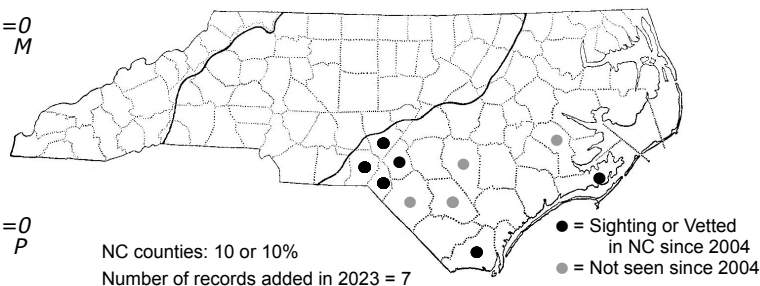 =0
M
=0
P
NC counties: 10 or 10%
Number of records added in 2023 = 7
= Sighting or Vetted
in NC since 2004
= Not seen since 2004